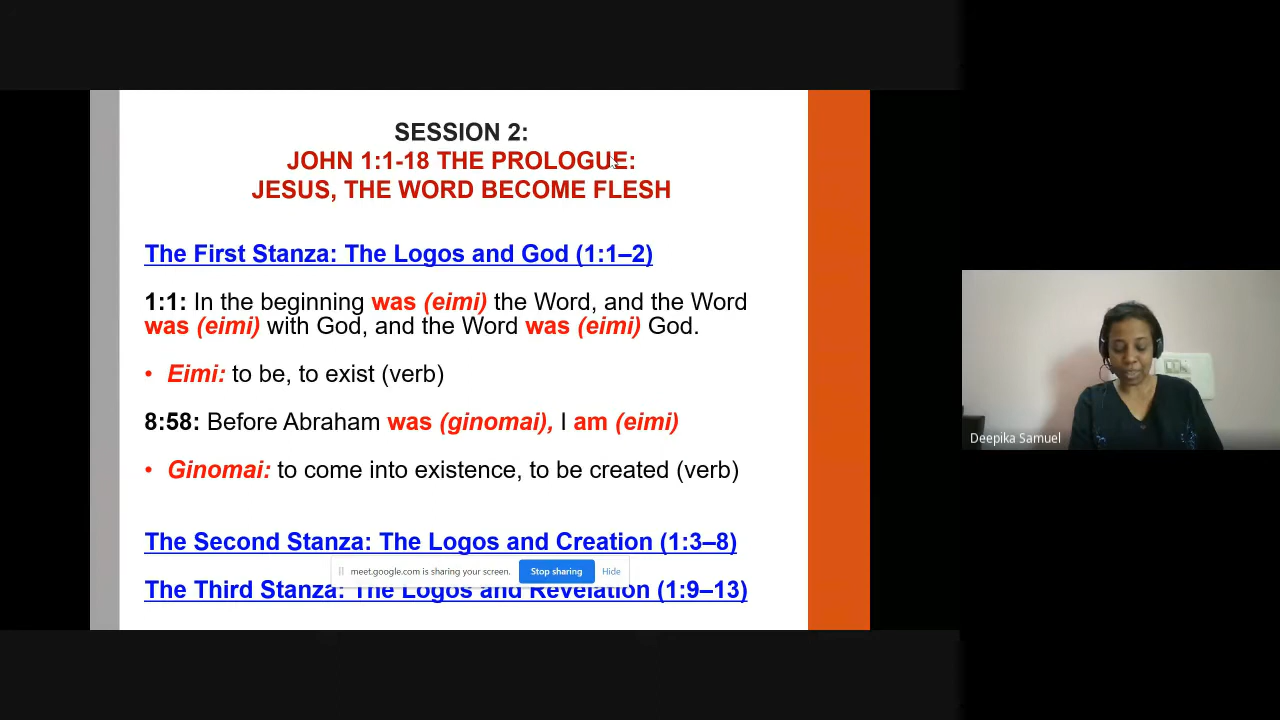 SESSION 2:
JOHN 1:1-18 THE PROLOGUE:
JESUS, THE WORD BECOME FLESH
The First Stanza: The Logos and God (1:1–2)
1:1: In the beginning was (eimi) the Word, and the Word
was (eimi) with God, and the Word was (eimi) God.
• Eimi: to be, to exist (verb)
8:58: Before Abraham was (ginomai), I am (eimi)
• Ginomai: to come into existence, to be created (verb)
The Second Stanza: The Logos and Creation (1:3–8)
meet.google.com is sharing your screen. Stop sharing Hide
The Third Stanza: The Logos and Revelation (1:9–13)
Deepika Samuel